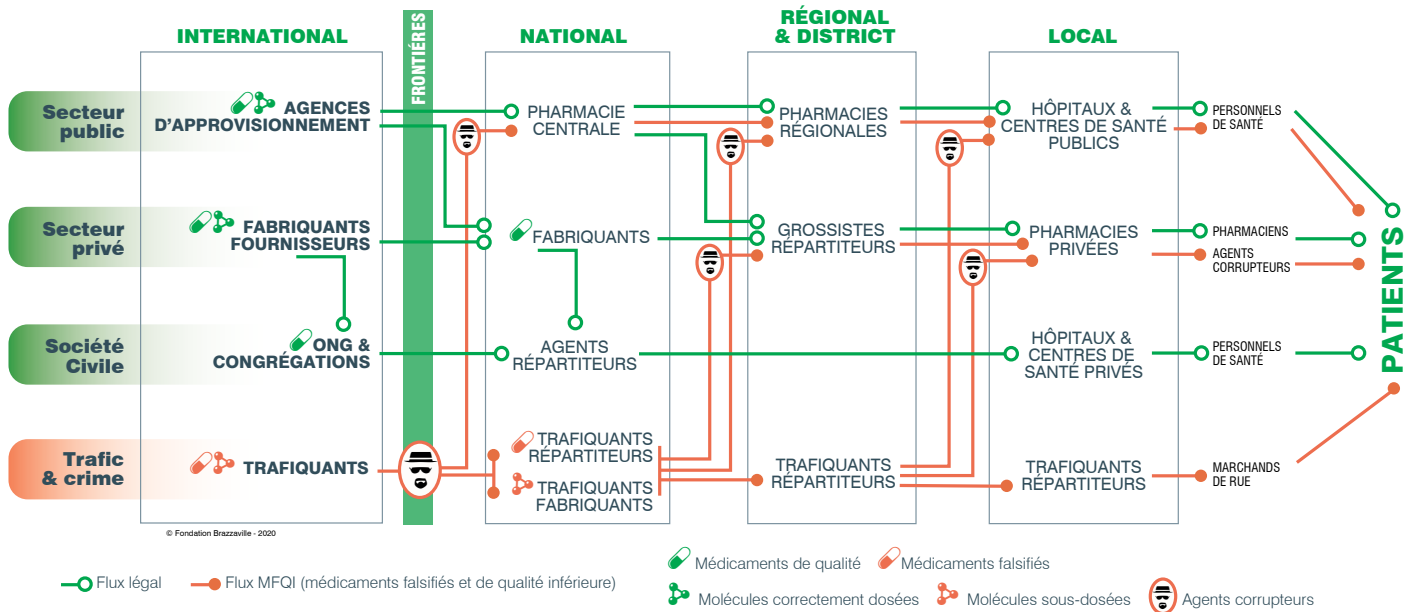 INTERNATIONAL
FRONTIÉRES
NATIONAL
RÉGIONAL
& DISTRICT
LOCAL
Secteur
public
AGENCES
D'APPROVISIONNEMENT
PHARMACIE
CENTRALE
PHARMACIES
RÉGIONALES
HÔPITAUX &
CENTRES DE SANTÉ
PUBLICS
PERSONNELS
DE SANTÉ
Secteur
privé
FABRIQUANTS
FOURNISSEURS
FABRIQUANTS
GROSSISTES
RÉPARTITEURS
PHARMACIES
PRIVÉES
PHARMACIENS
AGENTS
CORRUPTEURS
PATIENTS
Société
Civile
ONG &
CONGRÉGATIONS
AGENTS
RÉPARTITEURS
HÔPITAUX &
CENTRES DE
SANTÉ PRIVÉS
PERSONNELS
DE SANTÉ
Trafic
& crime
TRAFIQUANTS
TRAFIQUANTS
RÉPARTITEURS
TRAFIQUANTS
FABRIQUANTS
TRAFIQUANTS
RÉPARTITEURS
TRAFIQUANTS
RÉPARTITEURS
MARCHANDS
DE RUE
© Fondation Brazzaville - 2020
Flux légal
Flux MFQI (médicaments falsifiés et de qualité inférieure)
Médicaments de qualité
Médicaments falsifiés
Molécules correctement dosées
Molécules sous-dosées
Agents corrupteurs